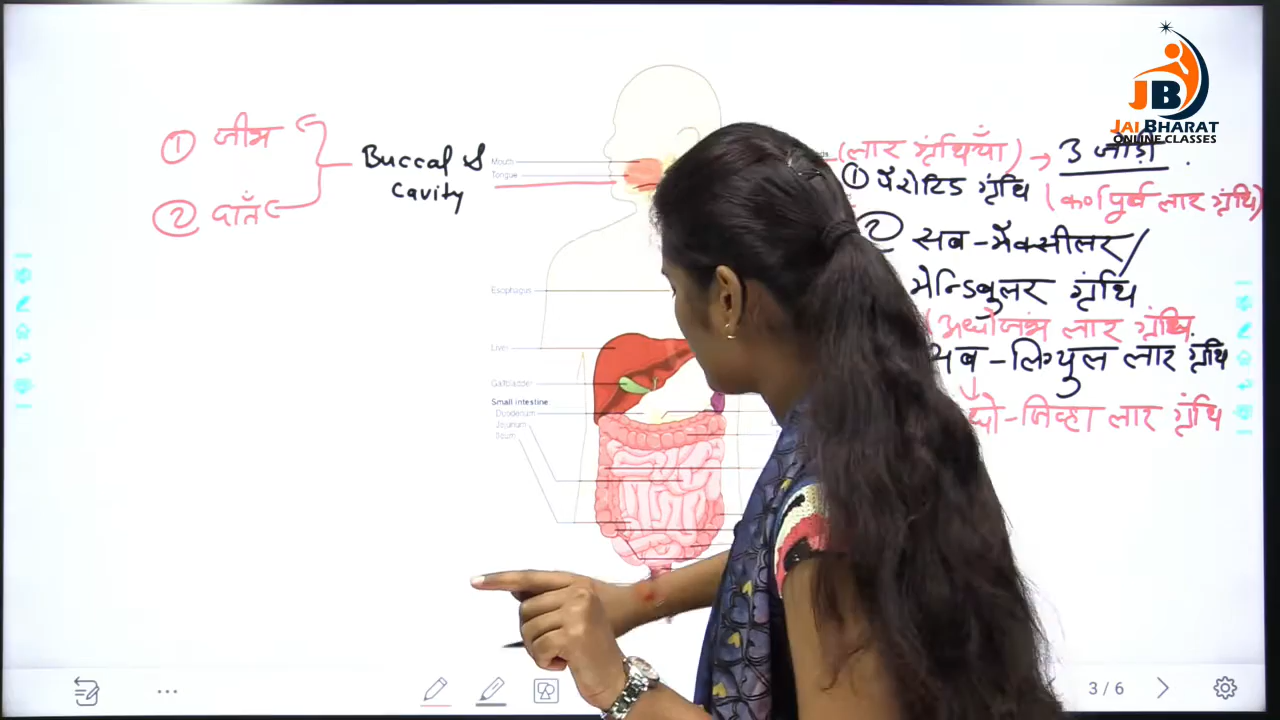 JAI BHARAT
ONLINE CLASSES
① जीभ
② दाँत
Buccal
Cavity
Mouth
Tongue
Esophagus
Liver
Gallbladder
Small intestine
Duodenum
Jejunum
Ileum
(लार ग्रंथियाँ) → 3 जोड़ी
① पैरोटिड ग्रंथि (कर्णपूर्व लार ग्रंथि)
② सब-मैक्सीलर/
मेन्डिबुलर ग्रंथि
(अधोजंभ लार ग्रंथि
सब-लिंगुल लार ग्रंथि
जिव्हा लार ग्रंथि
3 / 6